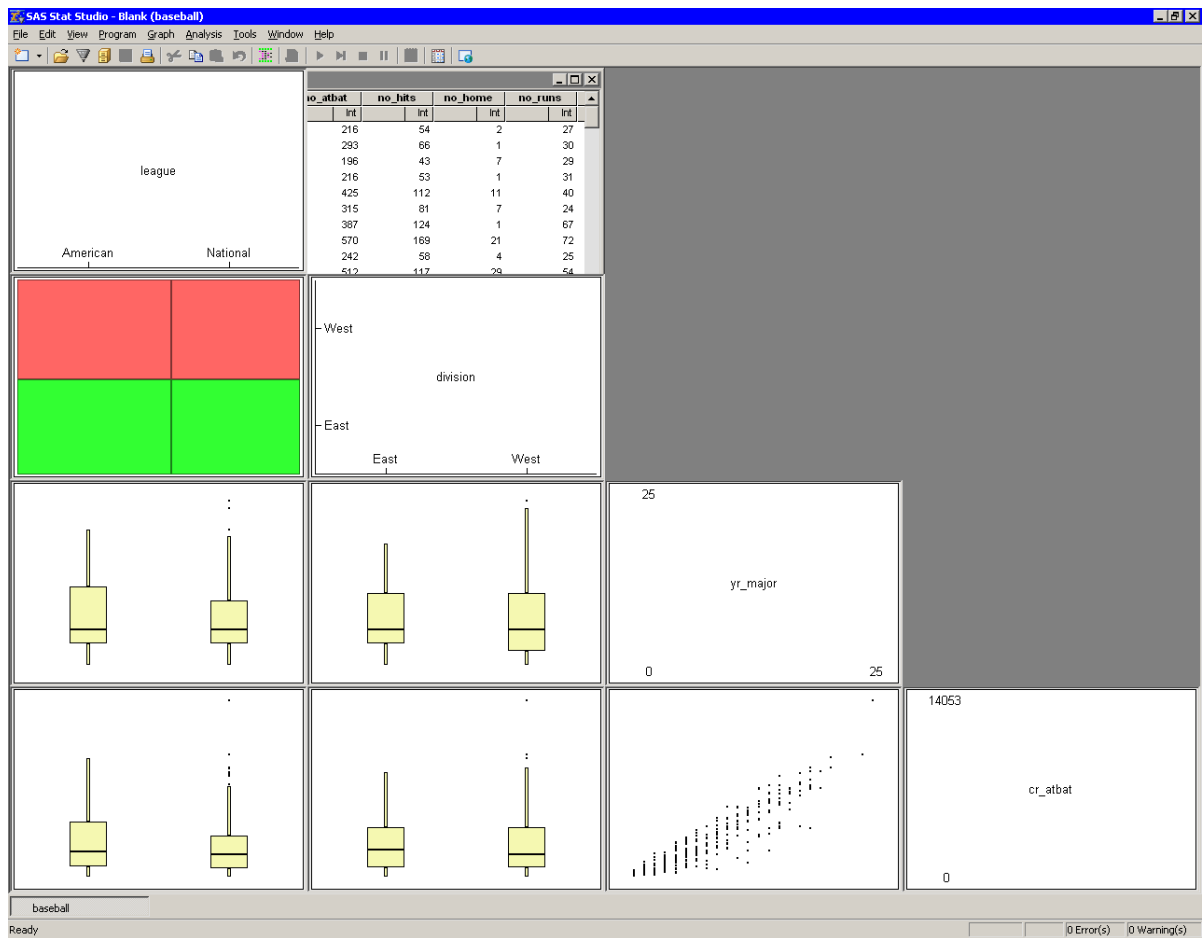 SAS Stat Studio - Blank (baseball)
File Edit View Program Graph Analysis Tools Window Help
no_atbat no_hits no_home no_runs
Int Int Int Int
216 54 2 27
293 66 1 30
196 43 7 29
216 53 1 31
425 112 11 40
315 81 7 24
387 124 1 67
570 169 21 72
242 58 4 25
512 117 29 54
league
American National
West
division
East
East West
25
yr_major
0 25
14053
cr_atbat
0
baseball
Ready 0 Error(s) 0 Warning(s)